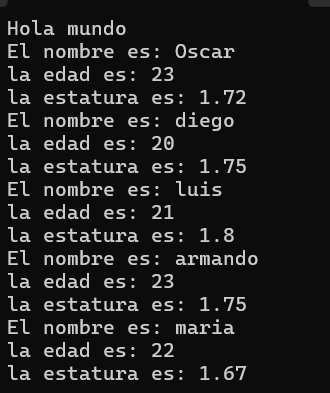 Hola mundo
El nombre es: Oscar
la edad es: 23
la estatura es: 1.72
El nombre es: diego
la edad es: 20
la estatura es: 1.75
El nombre es: luis
la edad es: 21
la estatura es: 1.8
El nombre es: armando
la edad es: 23
la estatura es: 1.75
El nombre es: maria
la edad es: 22
la estatura es: 1.67